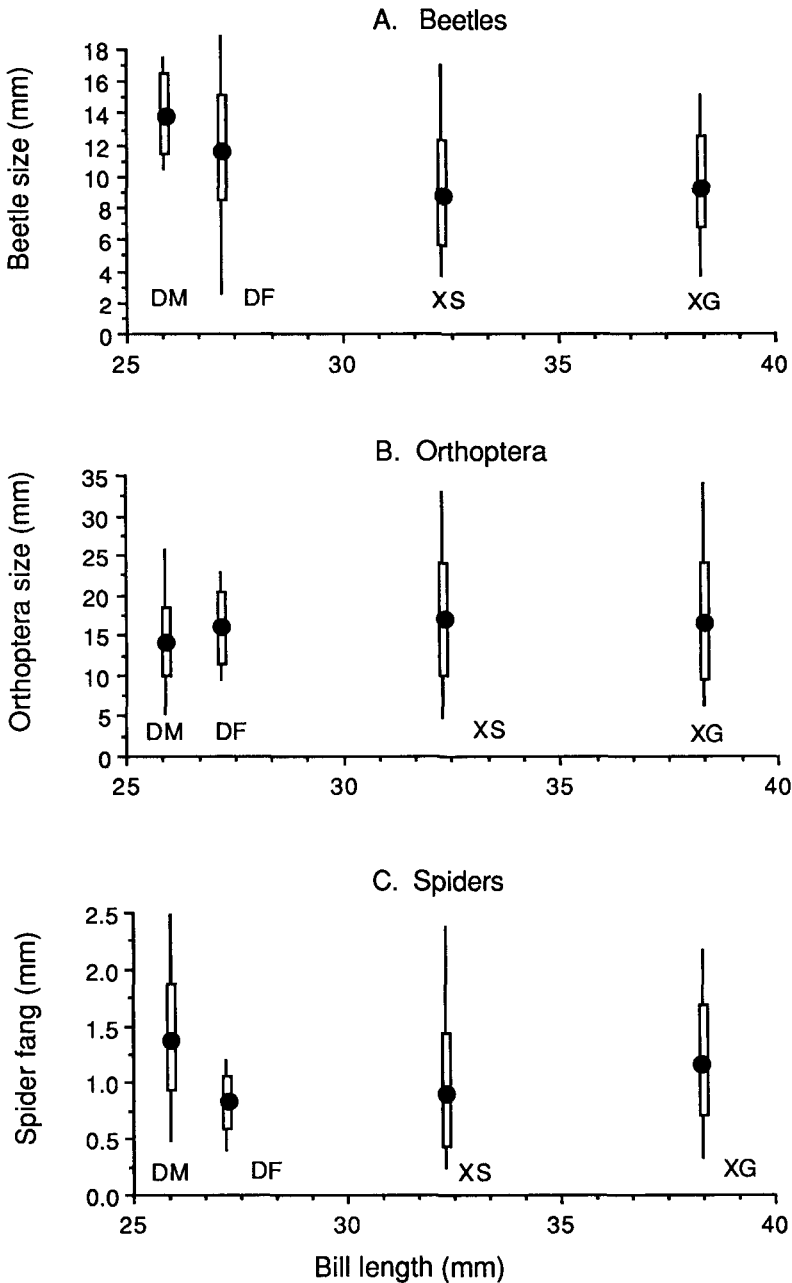 A. Beetles
Beetle size (mm)
18
16
14
12
10
8
6
4
2
0
DM DF XS XG
25 30 35 40
B. Orthoptera
Orthoptera size (mm)
35
30
25
20
15
10
5
0
DM DF XS XG
25 30 35 40
C. Spiders
Spider fang (mm)
2.5
2.0
1.5
1.0
0.5
0.0
DM DF XS XG
25 30 35 40
Bill length (mm)